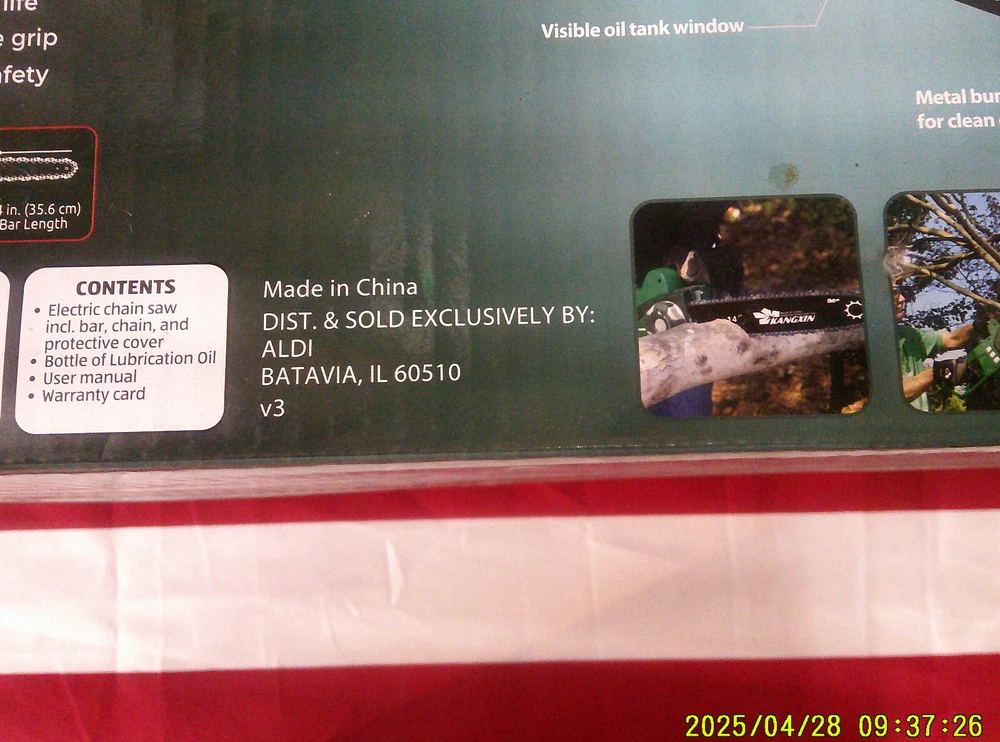 life
grip
Visible oil tank window
Metal
for clean
in. (35.6 cm)
Bar Length
CONTENTS
• Electric chain saw
incl. bar, chain, and
protective cover
• Bottle of Lubrication Oil
• User manual
• Warranty card
Made in China
DIST. & SOLD EXCLUSIVELY BY:
ALDI
BATAVIA, IL 60510
v3
14"
KANGXIN
2025/04/28 09:37:26